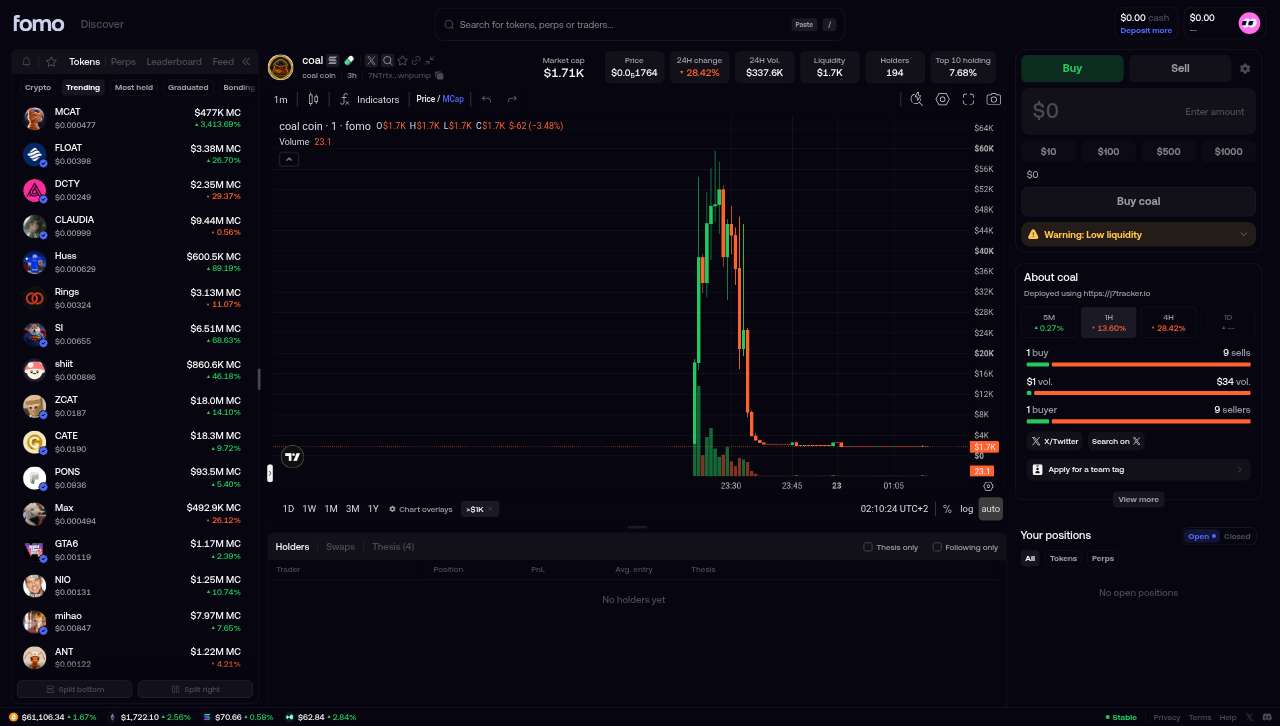 fomo
Discover
Search for tokens, perps or traders...
Paste
/
$0.00 cash
Deposit more
$0.00
Tokens Perps Leaderboard Feed
Crypto Trending Most held Graduated Bonding
MCAT $477K MC
$0.000477 3,413.69%
FLOAT $3.38M MC
$0.00398 26.70%
DCTY $2.35M MC
$0.00249 29.37%
CLAUDIA $9.44M MC
$0.00999 0.56%
Huss $600.5K MC
$0.000629 89.19%
Rings $3.13M MC
$0.00324 11.07%
SI $6.51M MC
$0.00655 68.63%
shiit $860.6K MC
$0.000886 46.18%
ZCAT $18.0M MC
$0.0187 14.10%
CATE $18.3M MC
$0.0190 9.72%
PONS $93.5M MC
$0.0936 5.40%
Max $492.9K MC
$0.000494 26.12%
GTA6 $1.17M MC
$0.00119 2.39%
NIO $1.25M MC
$0.00131 10.74%
mihao $7.97M MC
$0.00847 7.65%
ANT $1.22M MC
$0.00122 4.21%
Split bottom Split right
coal
coal coin 3h 7NTrtx...wnpump
Market cap
$1.71K
Price
$0.0₅1764
24H change
28.42%
24H Vol.
$337.6K
Liquidity
$1.7K
Holders
194
Top 10 holding
7.68%
1m Indicators Price / MCap
coal coin · 1 · fomo O$1.7K H$1.7K L$1.7K C$1.7K $-62 (−3.48%)
Volume 23.1
$64K
$60K
$56K
$52K
$48K
$44K
$40K
$36K
$32K
$28K
$24K
$20K
$16K
$12K
$8K
$4K
$1.7K
$0
23.1
23:30 23:45 23 01:05
1D 1W 1M 3M 1Y Chart overlays >$1K
02:10:24 UTC+2 % log auto
Holders Swaps Thesis (4)
Thesis only Following only
Trader Position PnL Avg. entry Thesis
No holders yet
Buy Sell
$0 Enter amount
$10 $100 $500 $1000
$0
Buy coal
Warning: Low liquidity
About coal
Deployed using https://j7tracker.io
5M 1H 4H 1D
0.27% 13.60% 28.42% --
1 buy 9 sells
$1 vol. $34 vol.
1 buyer 9 sellers
X/Twitter Search on X
Apply for a team tag
View more
Your positions Open Closed
All Tokens Perps
No open positions
$61,106.34 1.67% $1,722.10 2.56% $70.66 0.58% $62.84 2.84%
Stable Privacy Terms Help